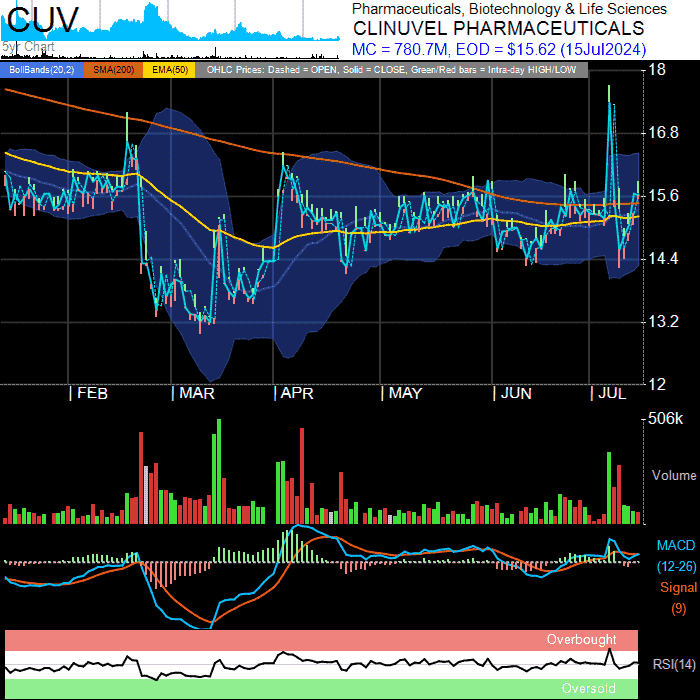 CUV
5yr Chart
Pharmaceuticals, Biotechnology & Life Sciences
CLINUVEL PHARMACEUTICALS
MC = 780.7M, EOD = $15.62 (15Jul2024)
BollBands(20,2) SMA(200) EMA(50) OHLC Prices: Dashed = OPEN, Solid = CLOSE, Green/Red bars = Intra-day HIGH/LOW
18
16.8
15.6
14.4
13.2
12
| FEB | MAR | APR | MAY | JUN | JUL
506k
Volume
MACD
(12-26)
Signal
(9)
Overbought
RSI(14)
Oversold